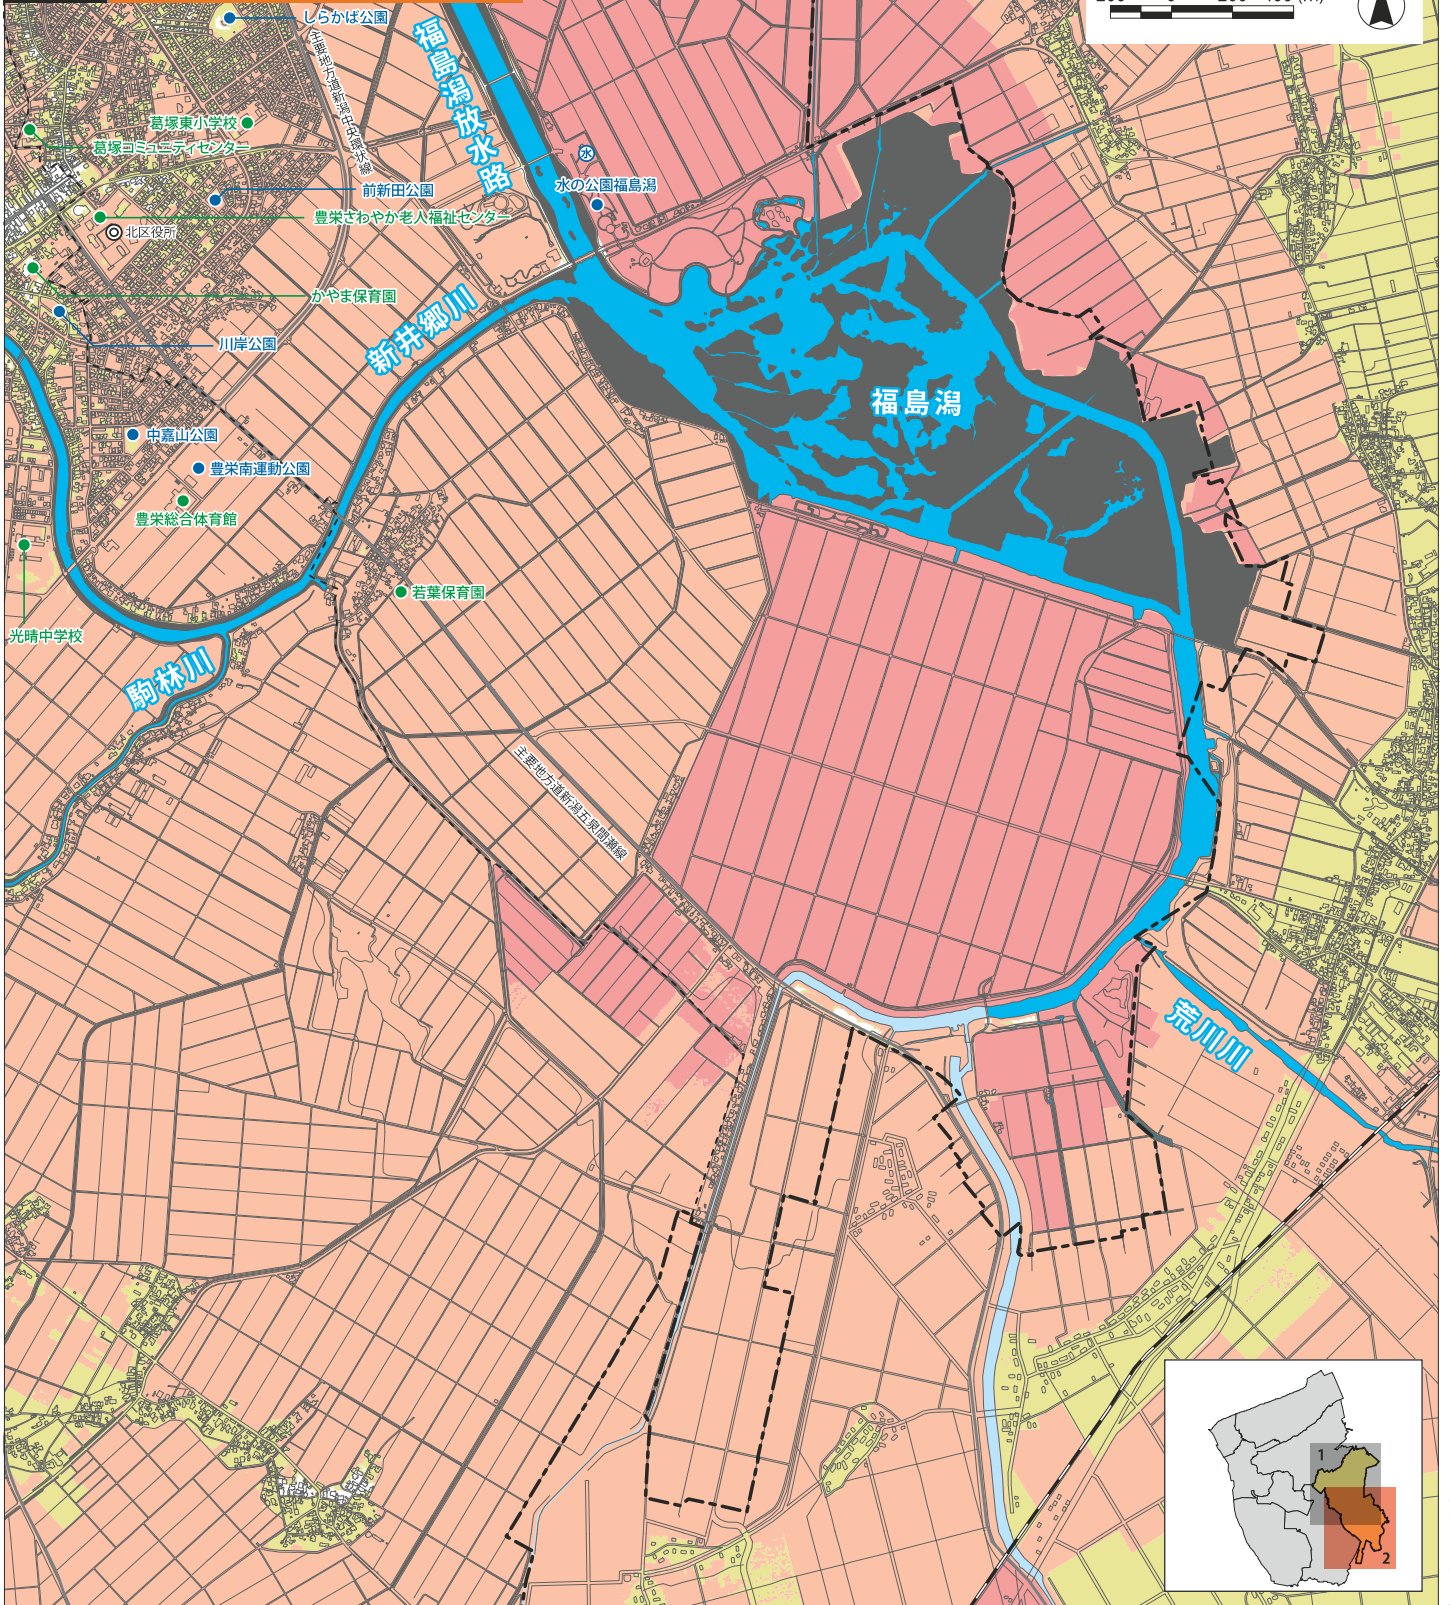 しらかば公園
主要地方道新潟中央環状線
福島潟放水路
葛塚東小学校
葛塚コミュニティセンター
水
水の公園福島潟
前新田公園
豊栄さわやか老人福祉センター
北区役所
かやま保育園
新井郷川
川岸公園
福島潟
中嘉山公園
豊栄南運動公園
豊栄総合体育館
若葉保育園
光晴中学校
駒林川
主要地方道新潟五泉間瀬線
荒川川
1
2